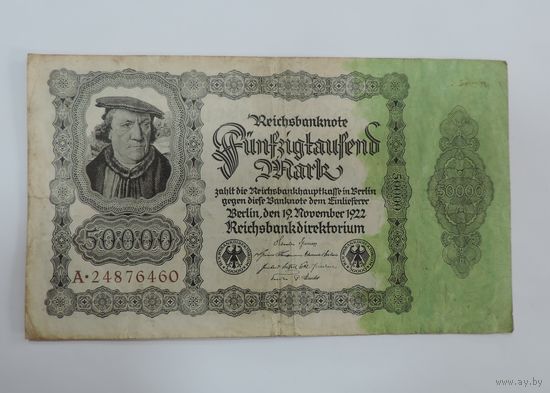 Reichsbanknote
Fünfzigtausend
Mark
zahlt die Reichsbankhauptkasse in Berlin
gegen diese Banknote dem Einlieferer
Berlin, den 19. November 1922
Reichsbankdirektorium
50000
A·24876460
50000
50000
www.ay.by